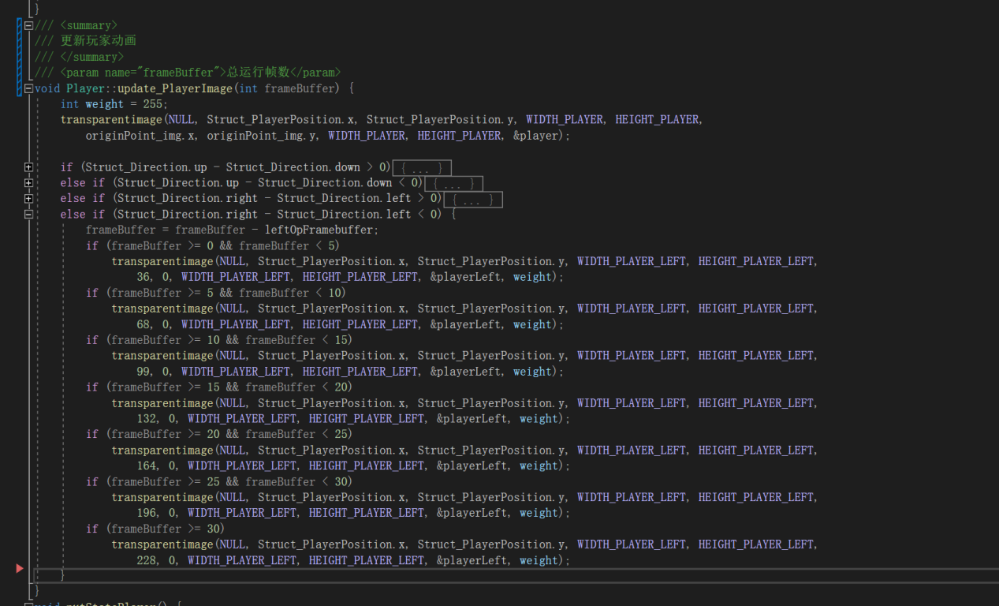 }
/// <summary>
/// 更新玩家动画
/// </summary>
/// <param name="frameBuffer">总运行帧数</param>
void Player::update_PlayerImage(int frameBuffer) {
int weight = 255;
transparentimage(NULL, Struct_PlayerPosition.x, Struct_PlayerPosition.y, WIDTH_PLAYER, HEIGHT_PLAYER,
originPoint_img.x, originPoint_img.y, WIDTH_PLAYER, HEIGHT_PLAYER, &player);
if (Struct_Direction.up - Struct_Direction.down > 0){ ... }
else if (Struct_Direction.up - Struct_Direction.down < 0){ ... }
else if (Struct_Direction.right - Struct_Direction.left > 0){ ... }
else if (Struct_Direction.right - Struct_Direction.left < 0) {
frameBuffer = frameBuffer - leftOpFramebuffer;
if (frameBuffer >= 0 && frameBuffer < 5)
transparentimage(NULL, Struct_PlayerPosition.x, Struct_PlayerPosition.y, WIDTH_PLAYER_LEFT, HEIGHT_PLAYER_LEFT,
36, 0, WIDTH_PLAYER_LEFT, HEIGHT_PLAYER_LEFT, &playerLeft, weight);
if (frameBuffer >= 5 && frameBuffer < 10)
transparentimage(NULL, Struct_PlayerPosition.x, Struct_PlayerPosition.y, WIDTH_PLAYER_LEFT, HEIGHT_PLAYER_LEFT,
68, 0, WIDTH_PLAYER_LEFT, HEIGHT_PLAYER_LEFT, &playerLeft, weight);
if (frameBuffer >= 10 && frameBuffer < 15)
transparentimage(NULL, Struct_PlayerPosition.x, Struct_PlayerPosition.y, WIDTH_PLAYER_LEFT, HEIGHT_PLAYER_LEFT,
99, 0, WIDTH_PLAYER_LEFT, HEIGHT_PLAYER_LEFT, &playerLeft, weight);
if (frameBuffer >= 15 && frameBuffer < 20)
transparentimage(NULL, Struct_PlayerPosition.x, Struct_PlayerPosition.y, WIDTH_PLAYER_LEFT, HEIGHT_PLAYER_LEFT,
132, 0, WIDTH_PLAYER_LEFT, HEIGHT_PLAYER_LEFT, &playerLeft, weight);
if (frameBuffer >= 20 && frameBuffer < 25)
transparentimage(NULL, Struct_PlayerPosition.x, Struct_PlayerPosition.y, WIDTH_PLAYER_LEFT, HEIGHT_PLAYER_LEFT,
164, 0, WIDTH_PLAYER_LEFT, HEIGHT_PLAYER_LEFT, &playerLeft, weight);
if (frameBuffer >= 25 && frameBuffer < 30)
transparentimage(NULL, Struct_PlayerPosition.x, Struct_PlayerPosition.y, WIDTH_PLAYER_LEFT, HEIGHT_PLAYER_LEFT,
196, 0, WIDTH_PLAYER_LEFT, HEIGHT_PLAYER_LEFT, &playerLeft, weight);
if (frameBuffer >= 30)
transparentimage(NULL, Struct_PlayerPosition.x, Struct_PlayerPosition.y, WIDTH_PLAYER_LEFT, HEIGHT_PLAYER_LEFT,
228, 0, WIDTH_PLAYER_LEFT, HEIGHT_PLAYER_LEFT, &playerLeft, weight);
}
}